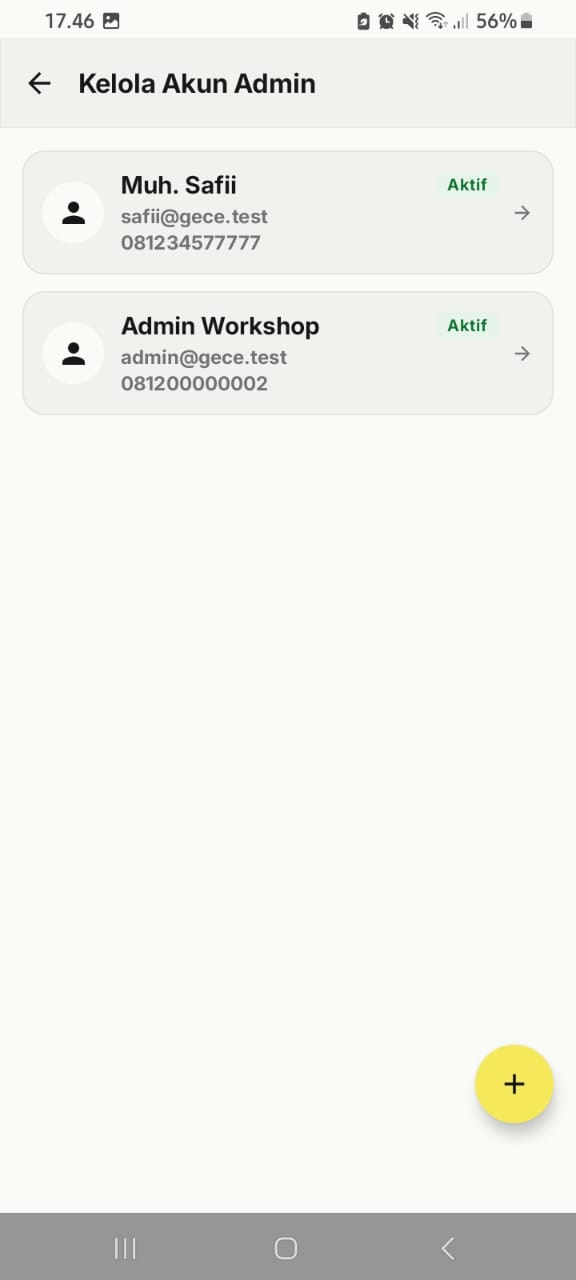 17.46 56%
Kelola Akun Admin
Muh. Safii Aktif
safii@gece.test
081234577777
Admin Workshop Aktif
admin@gece.test
081200000002